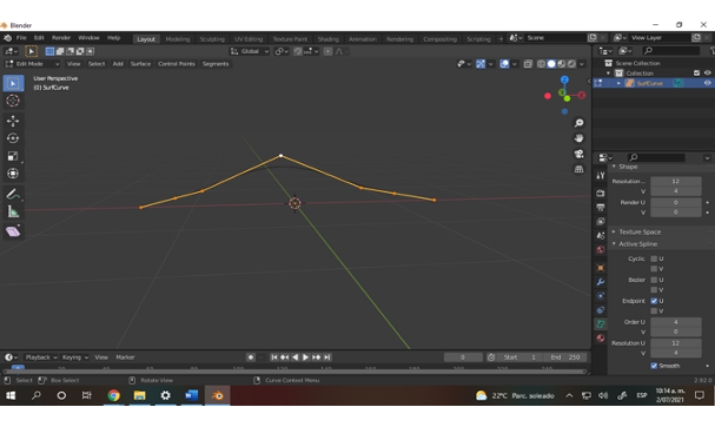 Blender
File Edit Render Window Help Layout Modeling Sculpting UV Editing Texture Paint Shading Animation Rendering Compositing Scripting + Scene View Layer
Global
Edit Mode View Select Add Surface Control Points Segments
User Perspective
(1) SurfCurve
Scene Collection
Collection
SurfCurve
Shape
Resolution... 12
V 4
Render U 0
V 0
Texture Space
Active Spline
Cyclic U
V
Bezier U
V
Endpoint U
V
Order U 4
V 0
Resolution U 12
V 4
Smooth
Playback Keying View Marker 0 Start 1 End 250
Select Box Select Rotate View Curve Context Menu 2.92.0
22°C Parc. soleado ESP 10:14 a. m.
2/07/2021